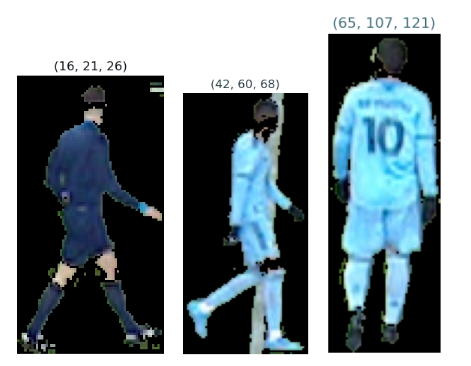 (16, 21, 26)
(42, 60, 68)
(65, 107, 121)
10